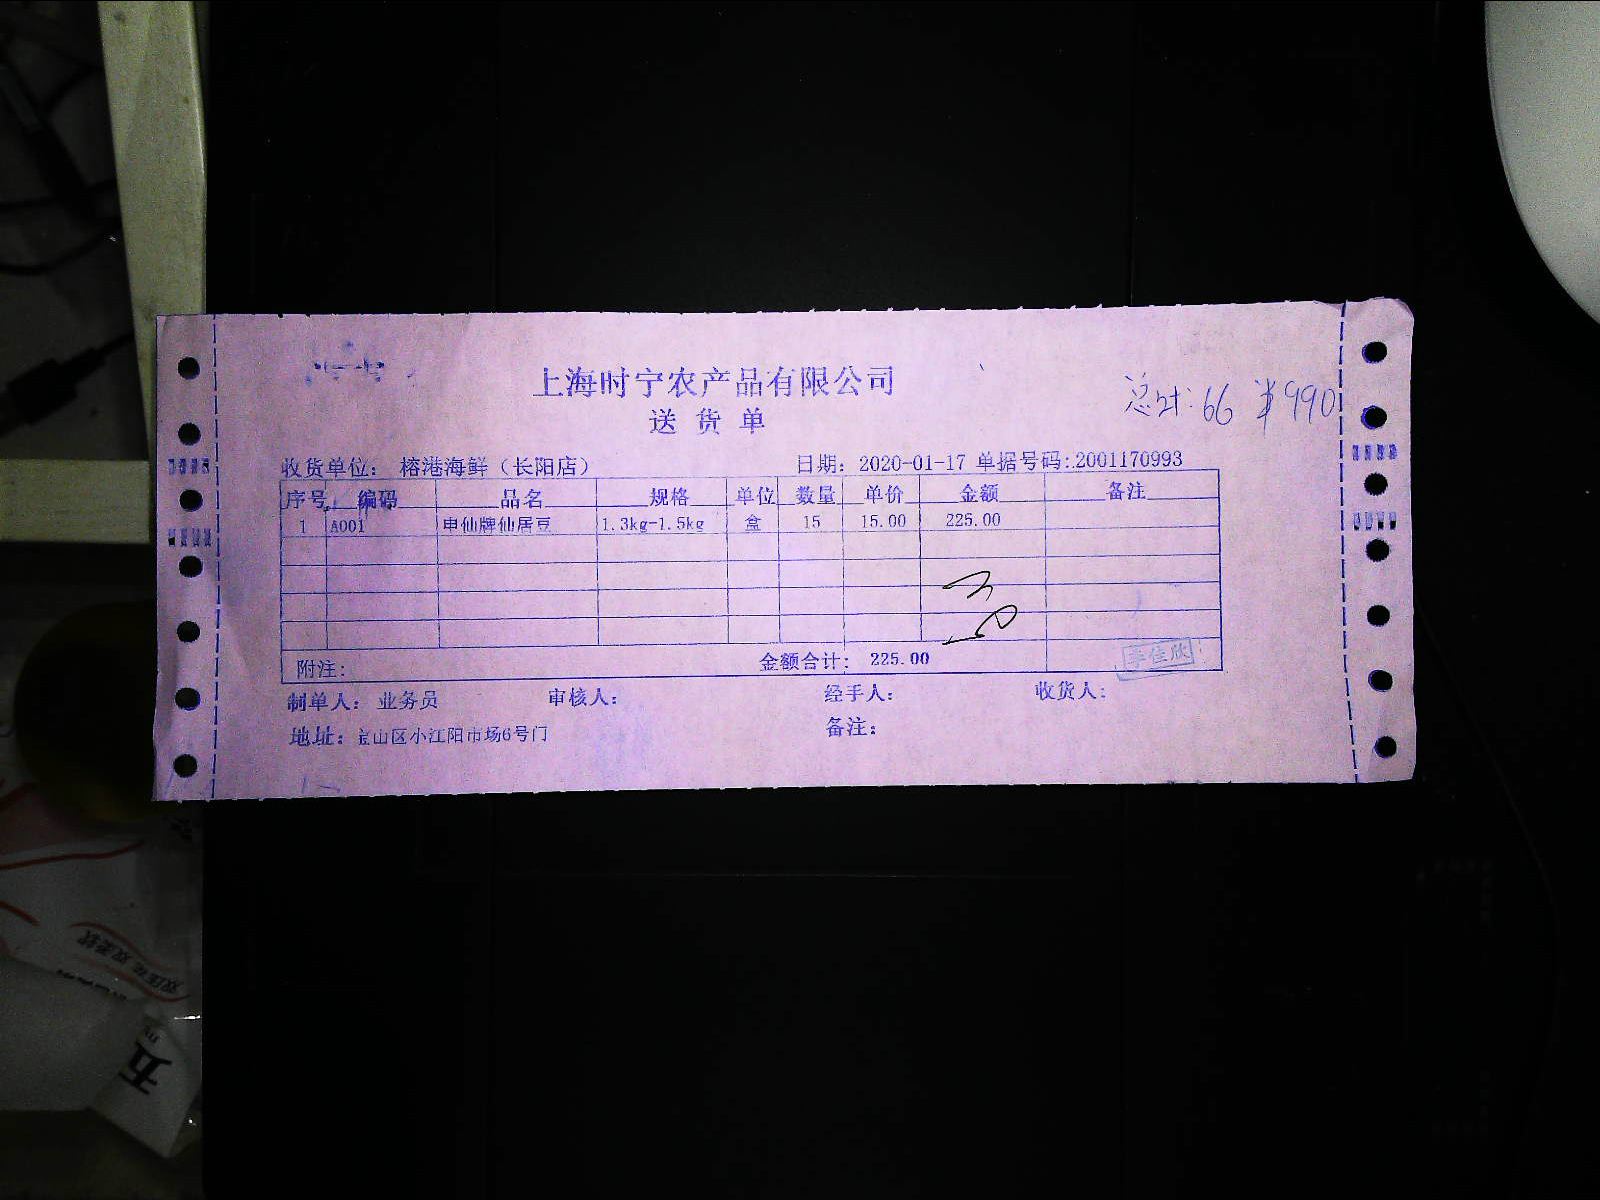 上海时宁农产品有限公司
送货单
总计: 66 ¥990
收货单位: 榕港海鲜（长阳店） 日期: 2020-01-17 单据号码:2001170993
序号 编码 品名 规格 单位 数量 单价 金额 备注
1 A001 申仙牌仙居豆 1.3kg-1.5kg 盒 15 15.00 225.00
附注: 金额合计: 225.00
李佳欣
制单人: 业务员 审核人: 经手人: 收货人:
地址: 宝山区小江阳市场6号门 备注:
五